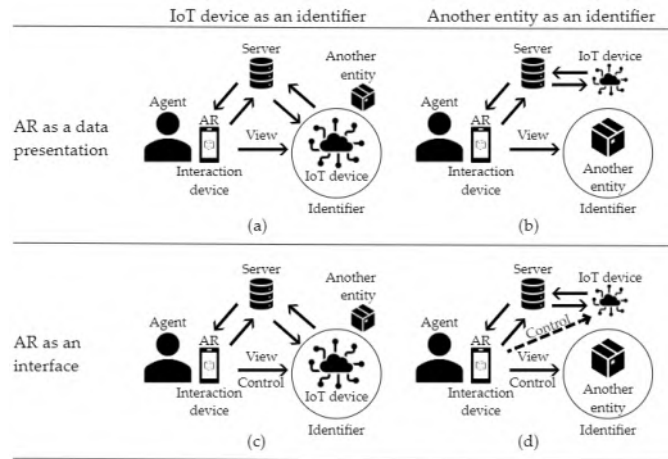 IoT device as an identifier
Another entity as an identifier
AR as a data
presentation
Server
Another
entity
Agent
AR
View
Interaction
device
IoT device
Identifier
(a)
Server
IoT device
Agent
AR
View
Interaction
device
Another
entity
Identifier
(b)
AR as an
interface
Server
Another
entity
Agent
AR
View
Control
Interaction
device
IoT device
Identifier
(c)
Server
IoT device
Control
Agent
AR
View
Control
Interaction
device
Another
entity
Identifier
(d)